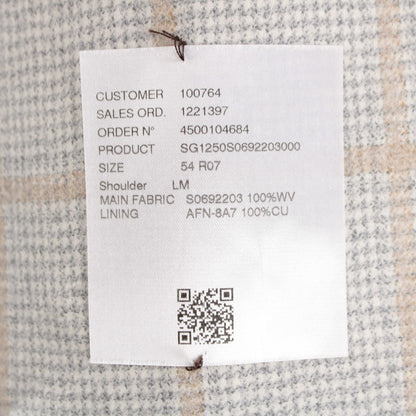 CUSTOMER 100764
SALES ORD. 1221397
ORDER N° 4500104684
PRODUCT SG1250S0692203000
SIZE 54 R07
Shoulder LM
MAIN FABRIC S0692203 100%WV
LINING AFN-8A7 100%CU